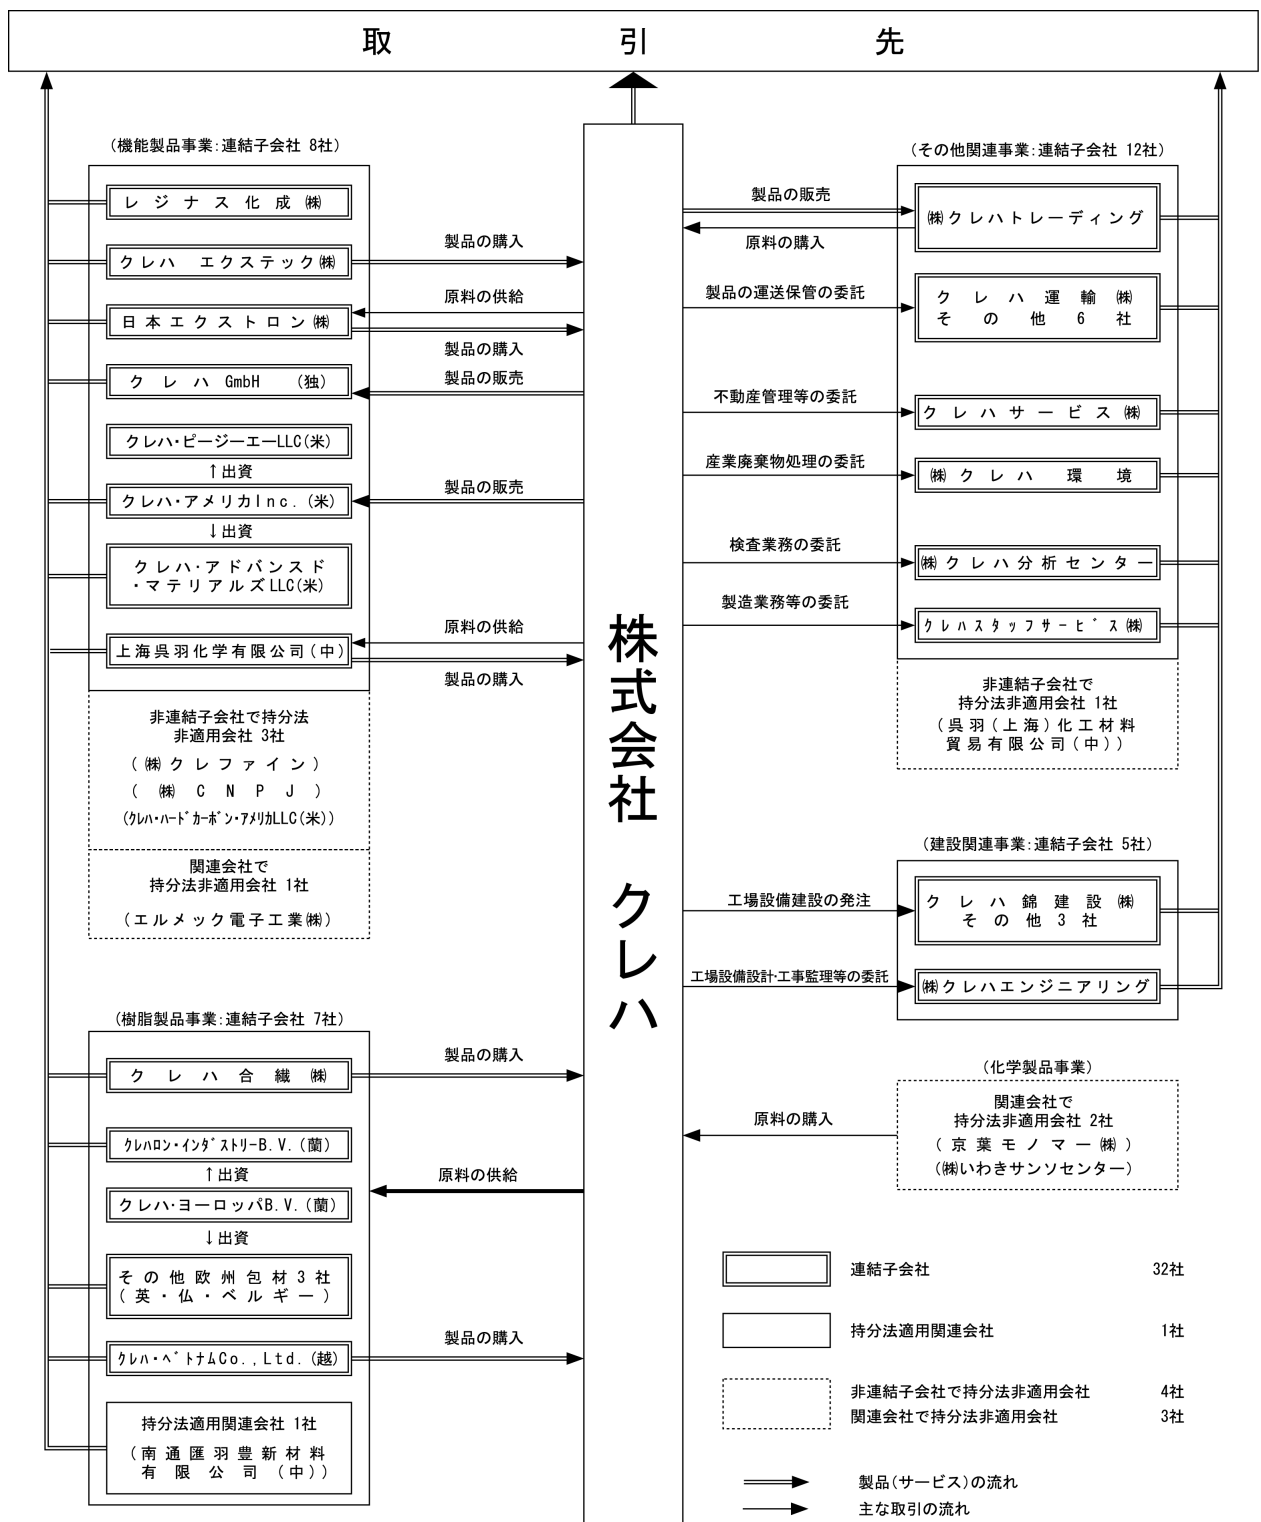 取引先
(機能製品事業:連結子会社 8社)
レジナス化成㈱
クレハ エクステック㈱
製品の購入
原料の供給
日本エクストロン㈱
製品の購入
クレハ GmbH (独)
製品の販売
クレハ・ピージーエーLLC(米)
↑出資
クレハ・アメリカInc.(米)
製品の販売
↓出資
クレハ・アドバンスド
・マテリアルズLLC(米)
原料の供給
上海呉羽化学有限公司(中)
製品の購入
非連結子会社で持分法
非適用会社 3社
(㈱クレファイン)
(㈱CNPJ)
(クレハ・ハードカーボン・アメリカLLC(米))
関連会社で
持分法非適用会社 1社
(エルメック電子工業㈱)
(樹脂製品事業:連結子会社 7社)
クレハ合繊㈱
製品の購入
クレハロン・インダストリーB.V.(蘭)
↑出資
原料の供給
クレハ・ヨーロッパB.V.(蘭)
↓出資
その他欧州包材3社
(英・仏・ベルギー)
クレハ・ベトナムCo.,Ltd.(越)
製品の購入
持分法適用関連会社 1社
(南通匯羽豊新材料
有限公司(中))
株式会社 クレハ
(その他関連事業:連結子会社 12社)
製品の販売
㈱クレハトレーディング
原料の購入
製品の運送保管の委託
クレハ運輸㈱
その他6社
不動産管理等の委託
クレハサービス㈱
産業廃棄物処理の委託
㈱クレハ環境
検査業務の委託
㈱クレハ分析センター
製造業務等の委託
クレハスタッフサービス㈱
非連結子会社で
持分法非適用会社 1社
(呉羽(上海)化工材料
貿易有限公司(中))
(建設関連事業:連結子会社 5社)
工場設備建設の発注
クレハ錦建設㈱
その他3社
工場設備設計・工事監理等の委託
㈱クレハエンジニアリング
(化学製品事業)
関連会社で
持分法非適用会社 2社
原料の購入
(京葉モノマー㈱)
(㈱いわきサンソセンター)
連結子会社 32社
持分法適用関連会社 1社
非連結子会社で持分法非適用会社 4社
関連会社で持分法非適用会社 3社
製品(サービス)の流れ
主な取引の流れ